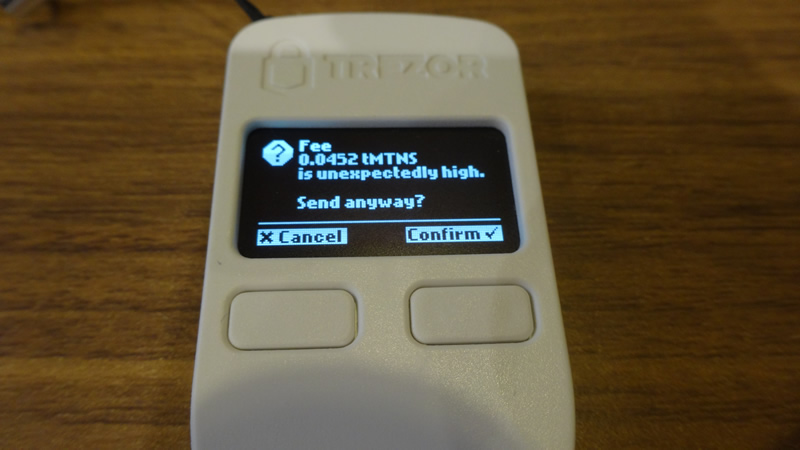 TREZOR
Fee
0.0452 tMTNS
is unexpectedly high.
Send anyway?
Cancel
Confirm